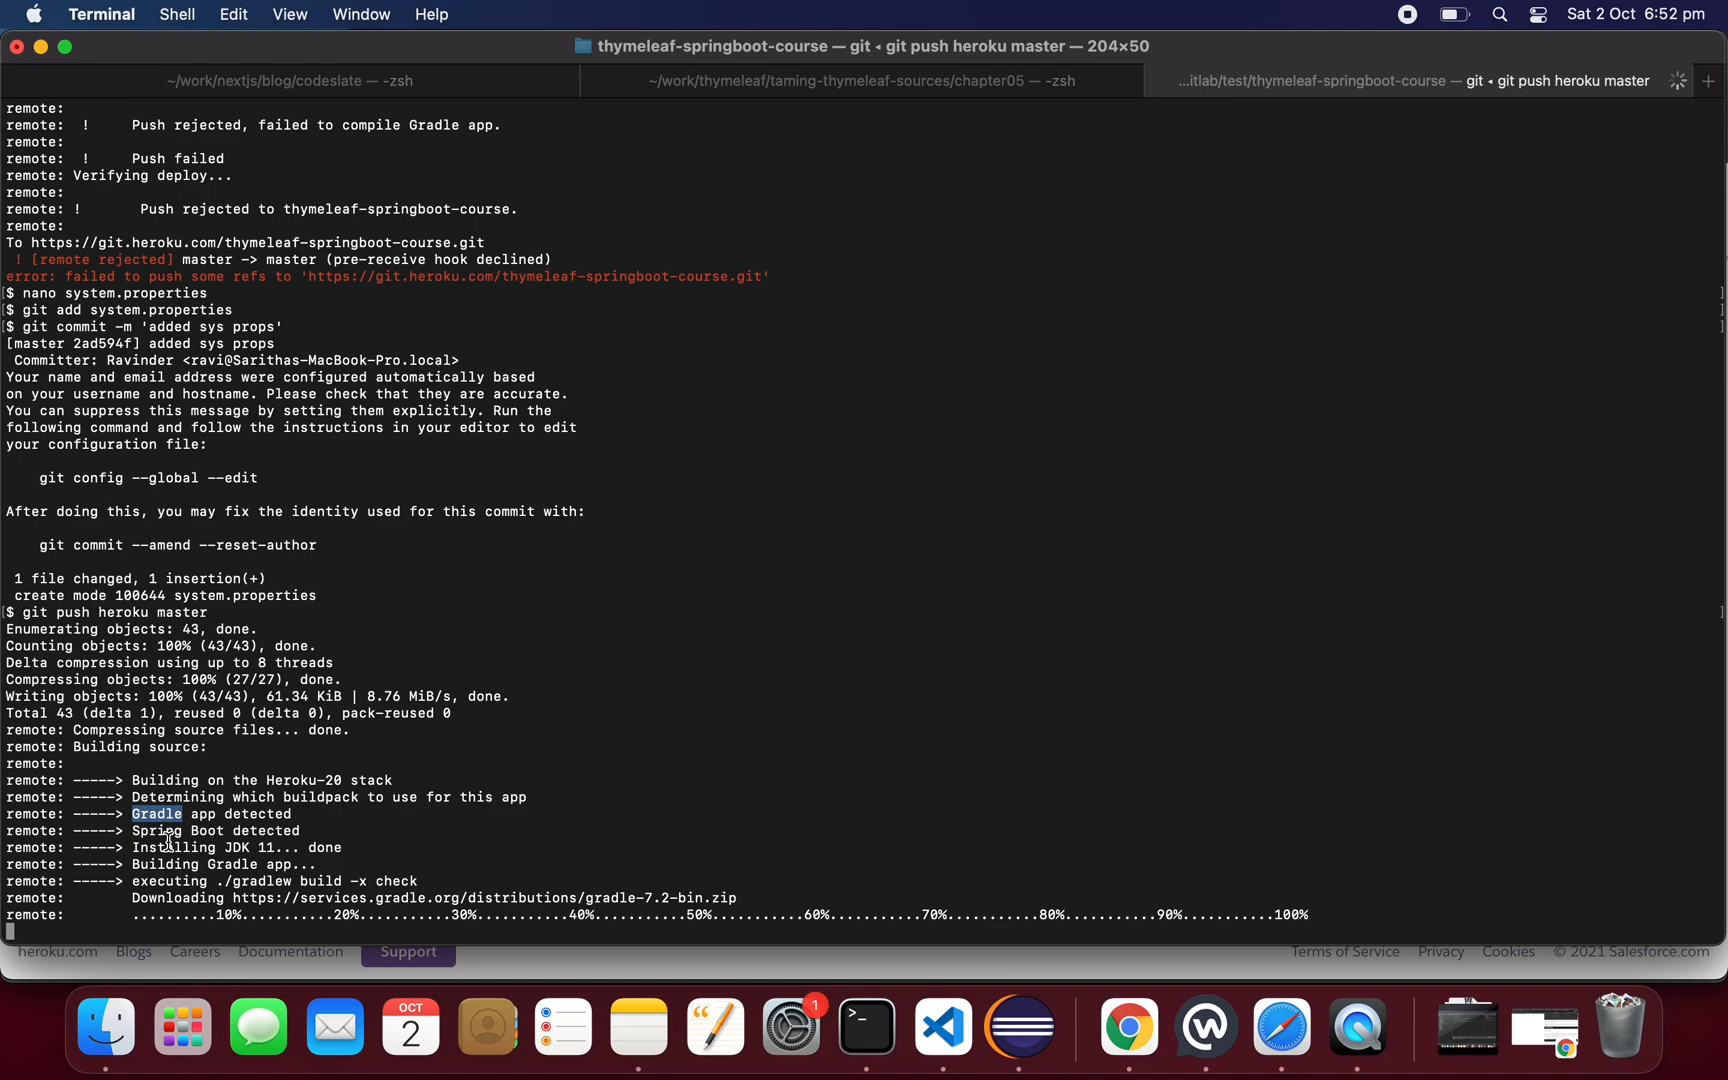 Terminal Shell Edit View Window Help Sat 2 Oct 6:52 pm
thymeleaf-springboot-course — git ◂ git push heroku master — 204×50
~/work/nextjs/blog/codeslate — -zsh ~/work/thymeleaf/taming-thymeleaf-sources/chapter05 — -zsh ...itlab/test/thymeleaf-springboot-course — git ◂ git push heroku master +
remote:
remote:  !     Push rejected, failed to compile Gradle app.
remote:
remote:  !     Push failed
remote: Verifying deploy...
remote:
remote: !       Push rejected to thymeleaf-springboot-course.
remote:
To https://git.heroku.com/thymeleaf-springboot-course.git
 ! [remote rejected] master -> master (pre-receive hook declined)
error: failed to push some refs to 'https://git.heroku.com/thymeleaf-springboot-course.git'
[$ nano system.properties ]
[$ git add system.properties ]
[$ git commit -m 'added sys props' ]
[master 2ad594f] added sys props
 Committer: Ravinder <ravi@Sarithas-MacBook-Pro.local>
Your name and email address were configured automatically based
on your username and hostname. Please check that they are accurate.
You can suppress this message by setting them explicitly. Run the
following command and follow the instructions in your editor to edit
your configuration file:
    git config --global --edit
After doing this, you may fix the identity used for this commit with:
    git commit --amend --reset-author
 1 file changed, 1 insertion(+)
 create mode 100644 system.properties
[$ git push heroku master ]
Enumerating objects: 43, done.
Counting objects: 100% (43/43), done.
Delta compression using up to 8 threads
Compressing objects: 100% (27/27), done.
Writing objects: 100% (43/43), 61.34 KiB | 8.76 MiB/s, done.
Total 43 (delta 1), reused 0 (delta 0), pack-reused 0
remote: Compressing source files... done.
remote: Building source:
remote:
remote: -----> Building on the Heroku-20 stack
remote: -----> Determining which buildpack to use for this app
remote: -----> Gradle app detected
remote: -----> Spring Boot detected
remote: -----> Installing JDK 11... done
remote: -----> Building Gradle app...
remote: -----> executing ./gradlew build -x check
remote:        Downloading https://services.gradle.org/distributions/gradle-7.2-bin.zip
remote:        ..........10%..........20%..........30%..........40%..........50%..........60%..........70%..........80%..........90%..........100%
heroku.com Blogs Careers Documentation Support Terms of Service Privacy Cookies © 2021 Salesforce.com
OCT
2
1
>_